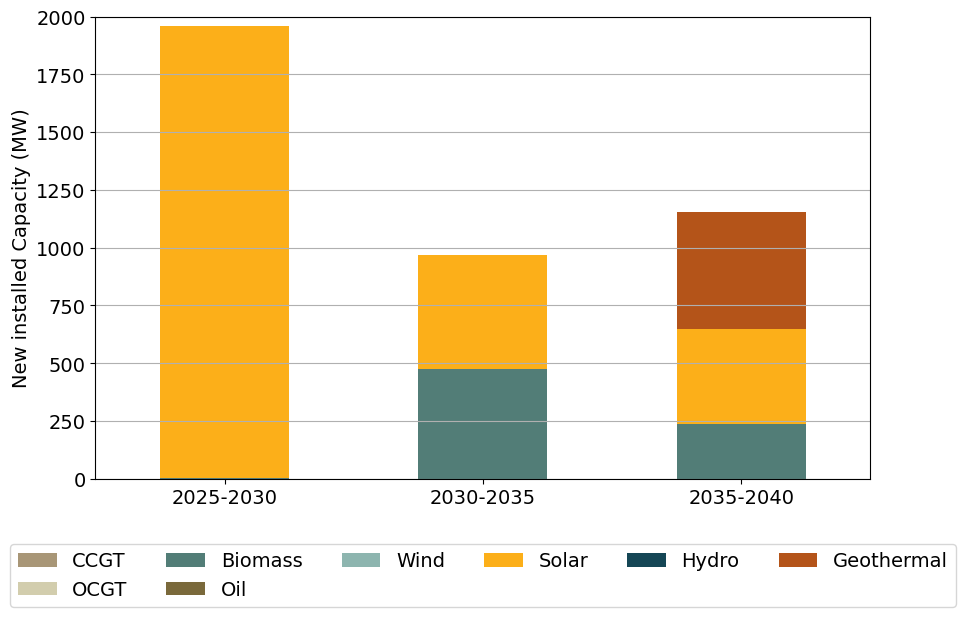 New installed Capacity (MW)
2000
1750
1500
1250
1000
750
500
250
0
2025-2030 2030-2035 2035-2040
CCGT Biomass Wind Solar Hydro Geothermal
OCGT Oil